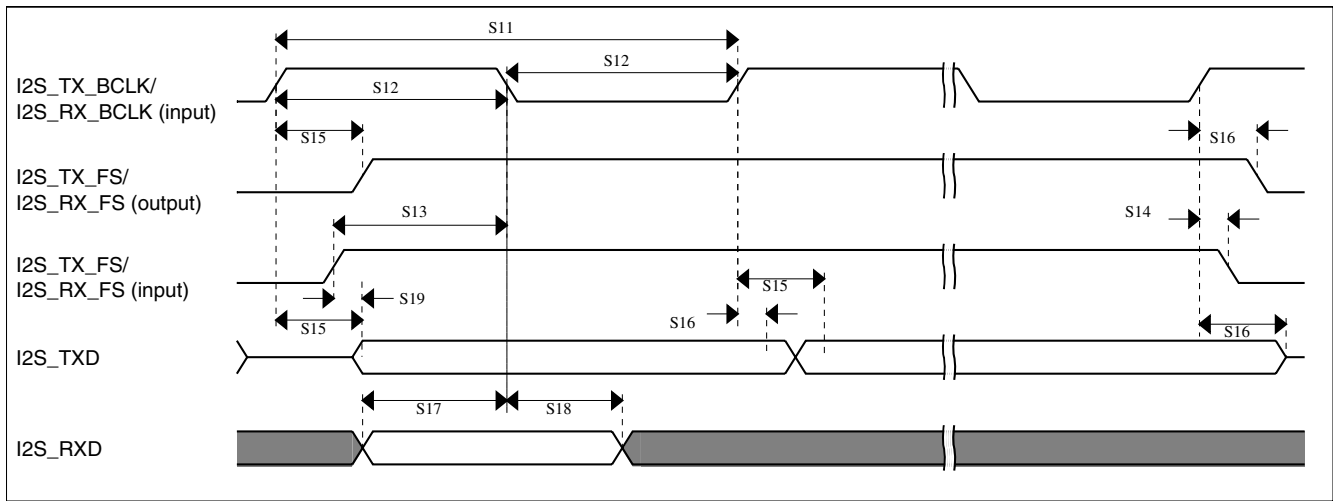 S11
I2S_TX_BCLK/
I2S_RX_BCLK (input)
S12
S12
S15
S16
I2S_TX_FS/
I2S_RX_FS (output)
S13
S14
I2S_TX_FS/
I2S_RX_FS (input)
S15
S19
S16
S15
S16
I2S_TXD
S17
S18
I2S_RXD